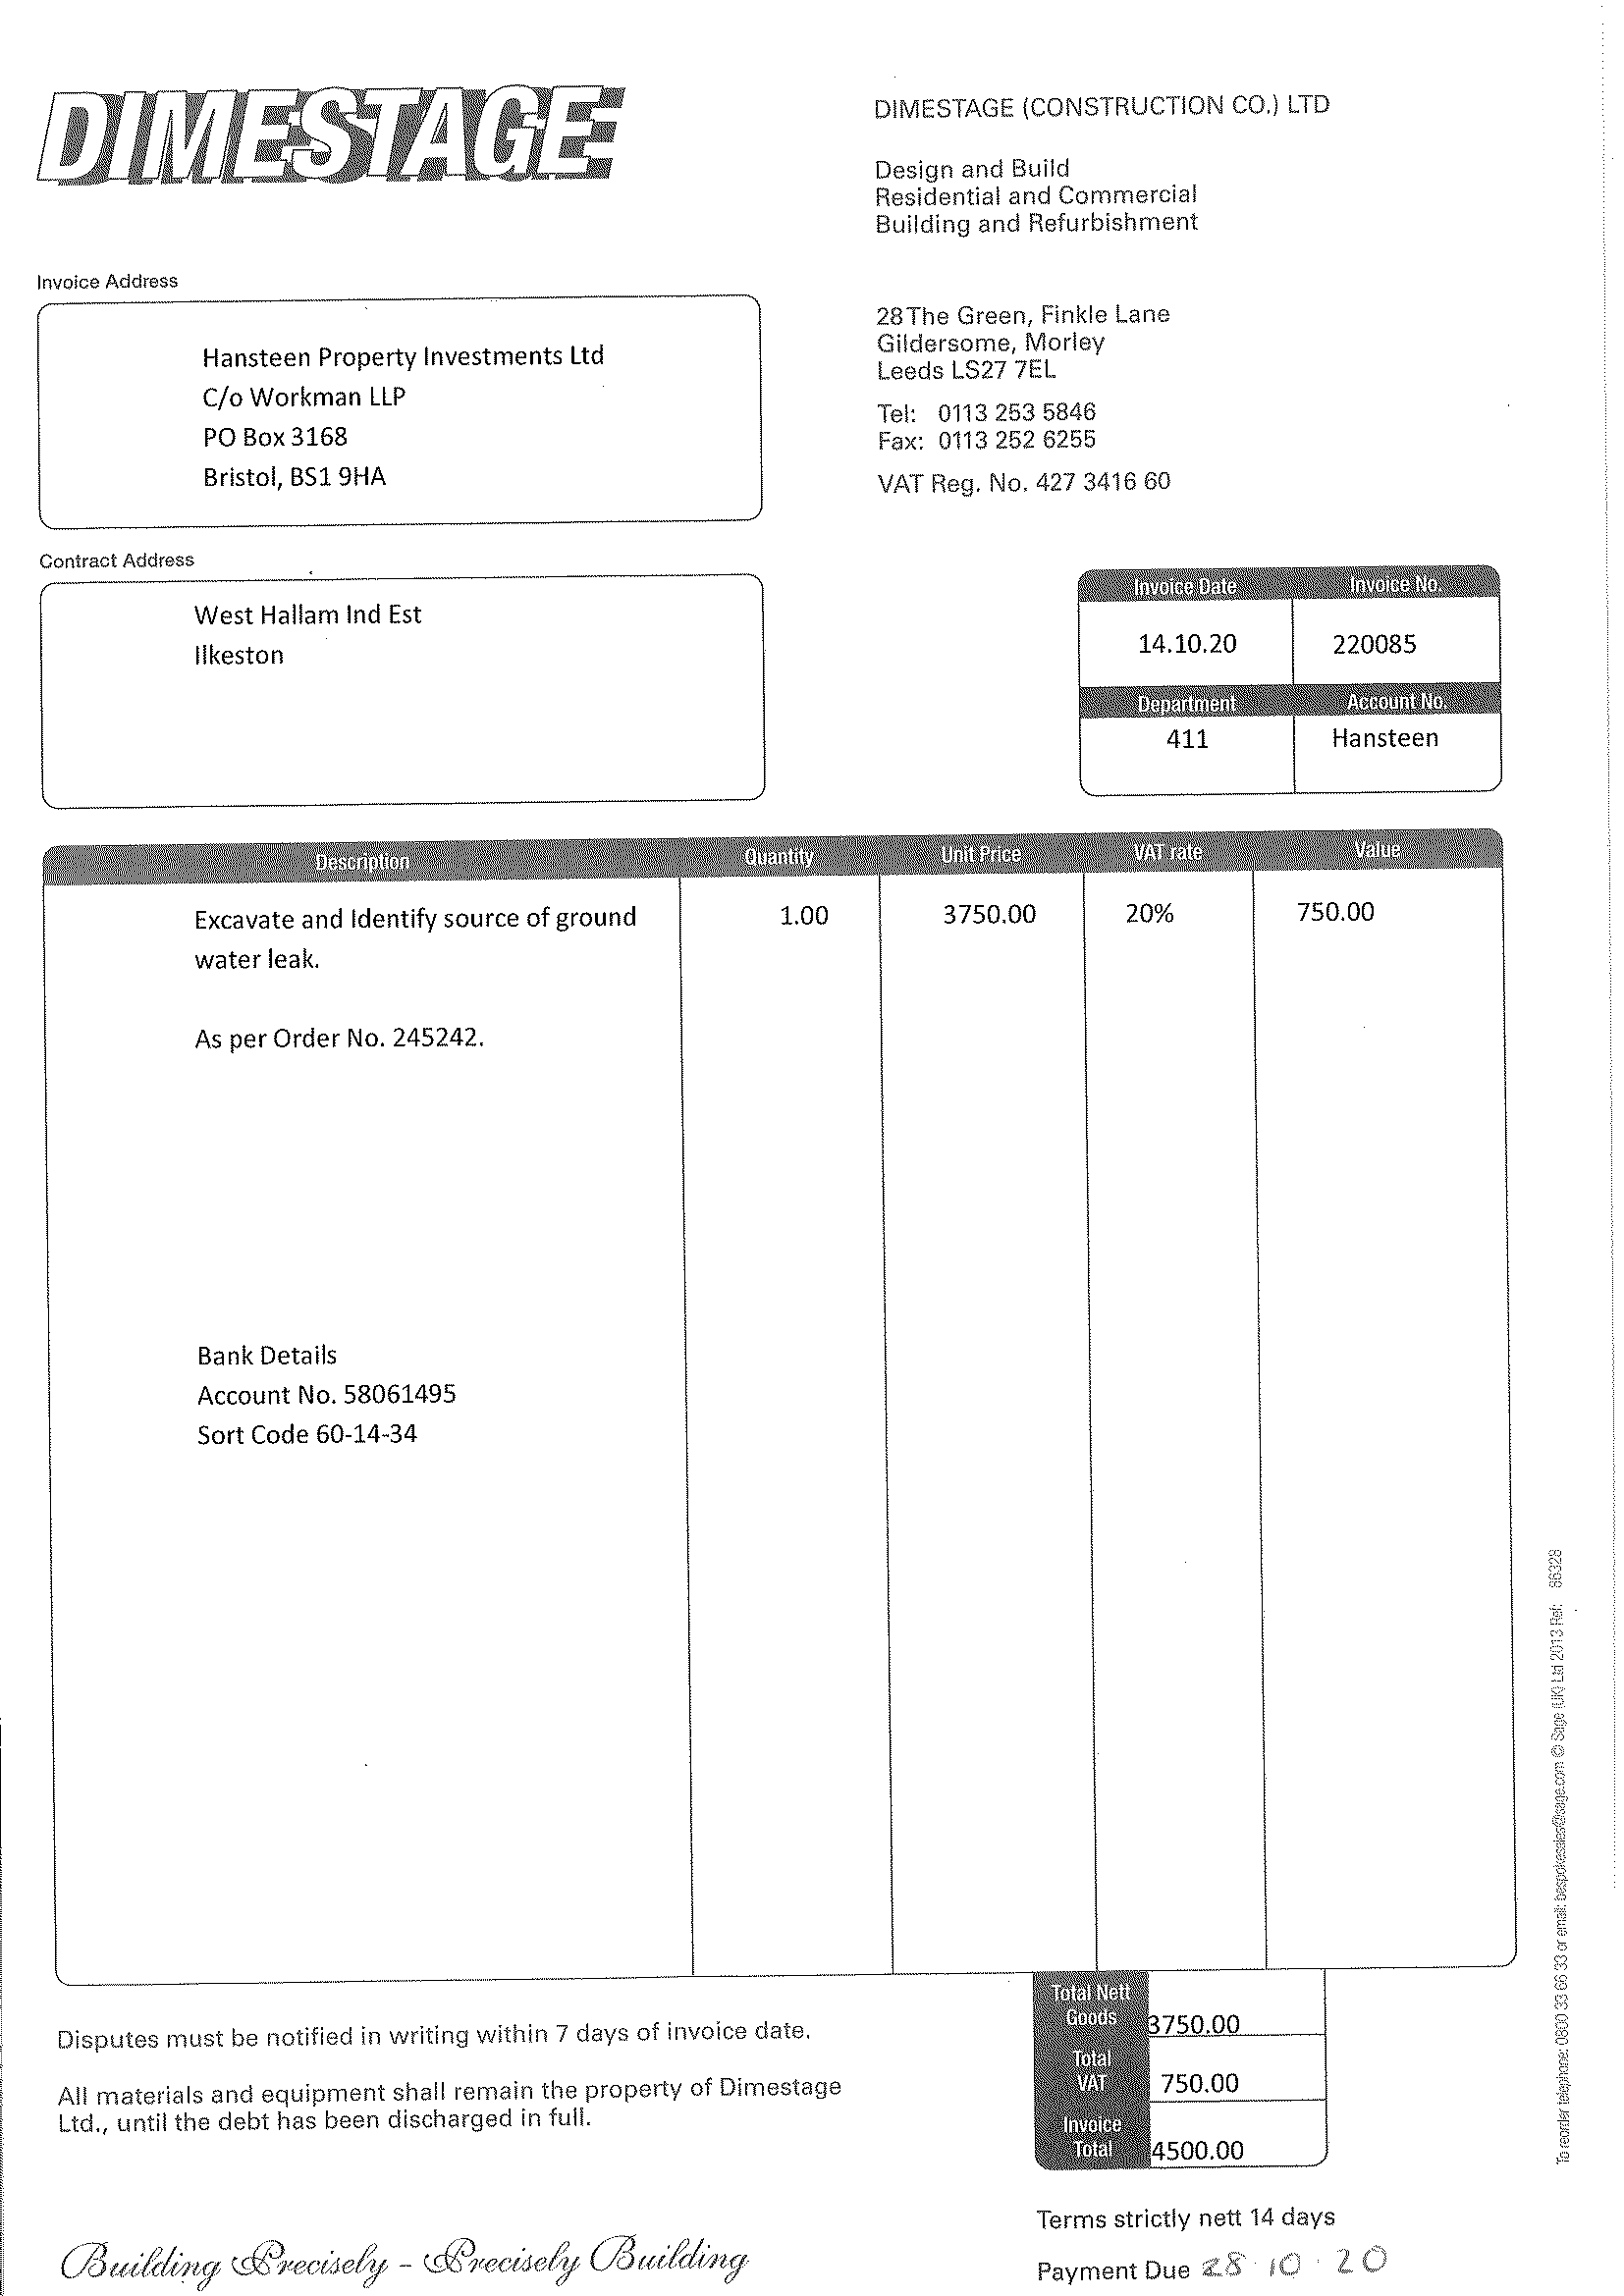 DIMESTAGE
DIMESTAGE (CONSTRUCTION CO.) LTD
Design and Build
Residential and Commercial
Building and Refurbishment
Invoice Address
Hansteen Property Investments Ltd
C/o Workman LLP
PO Box 3168
Bristol, BS1 9HA
28 The Green, Finkle Lane
Gildersome, Morley
Leeds LS27 7EL
Tel: 0113 253 5846
Fax: 0113 252 6255
VAT Reg. No. 427 3416 60
Contract Address
West Hallam Ind Est
Ilkeston
Invoice Date Invoice No.
14.10.20 220085
Department Account No.
411 Hansteen
Description Quantity Unit Price VAT rate Value
Excavate and Identify source of ground 1.00 3750.00 20% 750.00
water leak.
As per Order No. 245242.
Bank Details
Account No. 58061495
Sort Code 60-14-34
Total Nett
Goods 3750.00
Total
VAT 750.00
Invoice
Total 4500.00
Disputes must be notified in writing within 7 days of invoice date.
All materials and equipment shall remain the property of Dimestage
Ltd., until the debt has been discharged in full.
Terms strictly nett 14 days
Payment Due 28 · 10 · 20
Building Precisely - Precisely Building
To reorder telephone: 0800 33 66 33 or email: bespokesales@sage.com © Sage (UK) Ltd 2013 Ref: 86328